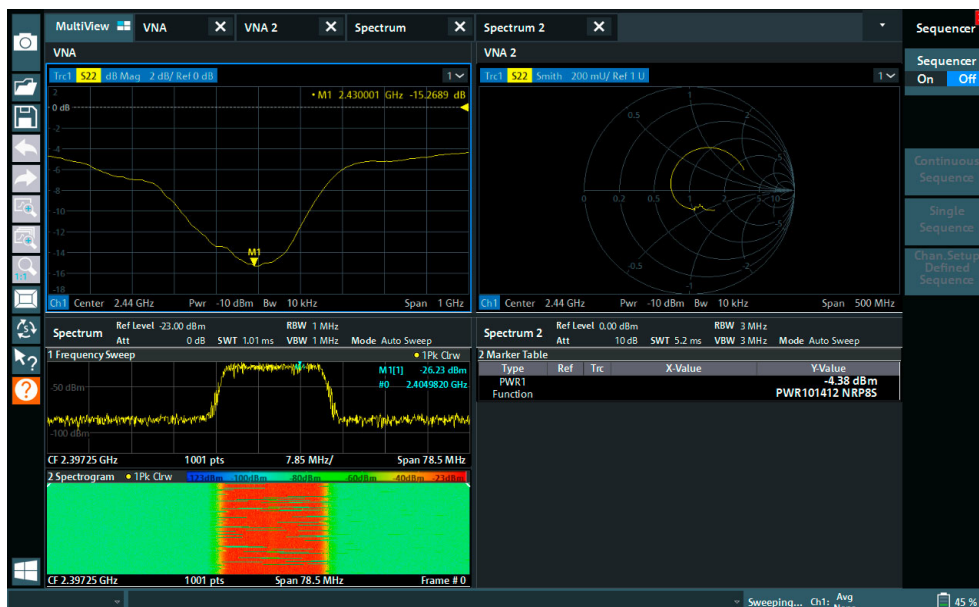 MultiView VNA VNA 2 Spectrum Spectrum 2
Sequencer
VNA
VNA 2
Sequencer
On Off
Trc1 S22 dB Mag 2 dB/ Ref 0 dB 1
Trc1 S22 Smith 200 mU/ Ref 1 U 1
• M1 2.430001 GHz -15.2689 dB
2
0 dB
-2
-4
-6
-8
-10
-12
-14
-16
-18
M1
0.5
2
5
0 0.2 0.5 1 2 5 10
-5
-0.5
-2
-1
Continuous
Sequence
Single
Sequence
Chan.Setup
Defined
Sequence
1:1
Ch1 Center 2.44 GHz Pwr -10 dBm Bw 10 kHz Span 1 GHz
Ch1 Center 2.44 GHz Pwr -10 dBm Bw 10 kHz Span 500 MHz
Spectrum Ref Level -23.00 dBm RBW 1 MHz
Att 0 dB SWT 1.01 ms VBW 1 MHz Mode Auto Sweep
Spectrum 2 Ref Level 0.00 dBm RBW 3 MHz
Att 10 dB SWT 5.2 ms VBW 3 MHz Mode Auto Sweep
1 Frequency Sweep • 1Pk Clrw
M1[1] -26.23 dBm
#0 2.4049820 GHz
-50 dBm
-100 dBm
CF 2.39725 GHz 1001 pts 7.85 MHz/ Span 78.5 MHz
2 Marker Table
Type Ref Trc X-Value Y-Value
PWR1 -4.38 dBm
Function PWR101412 NRP8S
2 Spectrogram • 1Pk Clrw -123dBm -100dBm -80dBm -60dBm -40dBm -23dBm
CF 2.39725 GHz 1001 pts Span 78.5 MHz Frame # 0
Sweeping... Ch1: Avg
None
45 %